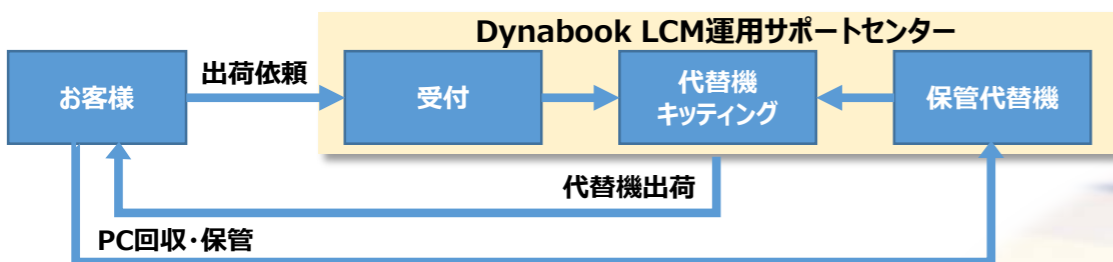 Dynabook LCM運用サポートセンター
お客様
出荷依頼
受付
代替機
キッティング
保管代替機
代替機出荷
PC回収・保管